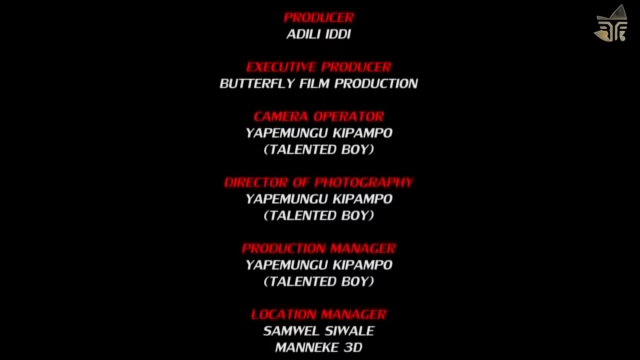 PRODUCER
ADILI IDDI
EXECUTIVE PRODUCER
BUTTERFLY FILM PRODUCTION
CAMERA OPERATOR
YAPEMUNGU KIPAMPO
(TALENTED BOY)
DIRECTOR OF PHOTOGRAPHY
YAPEMUNGU KIPAMPO
(TALENTED BOY)
PRODUCTION MANAGER
YAPEMUNGU KIPAMPO
(TALENTED BOY)
LOCATION MANAGER
SAMWEL SIWALE
MANNEKE 3D